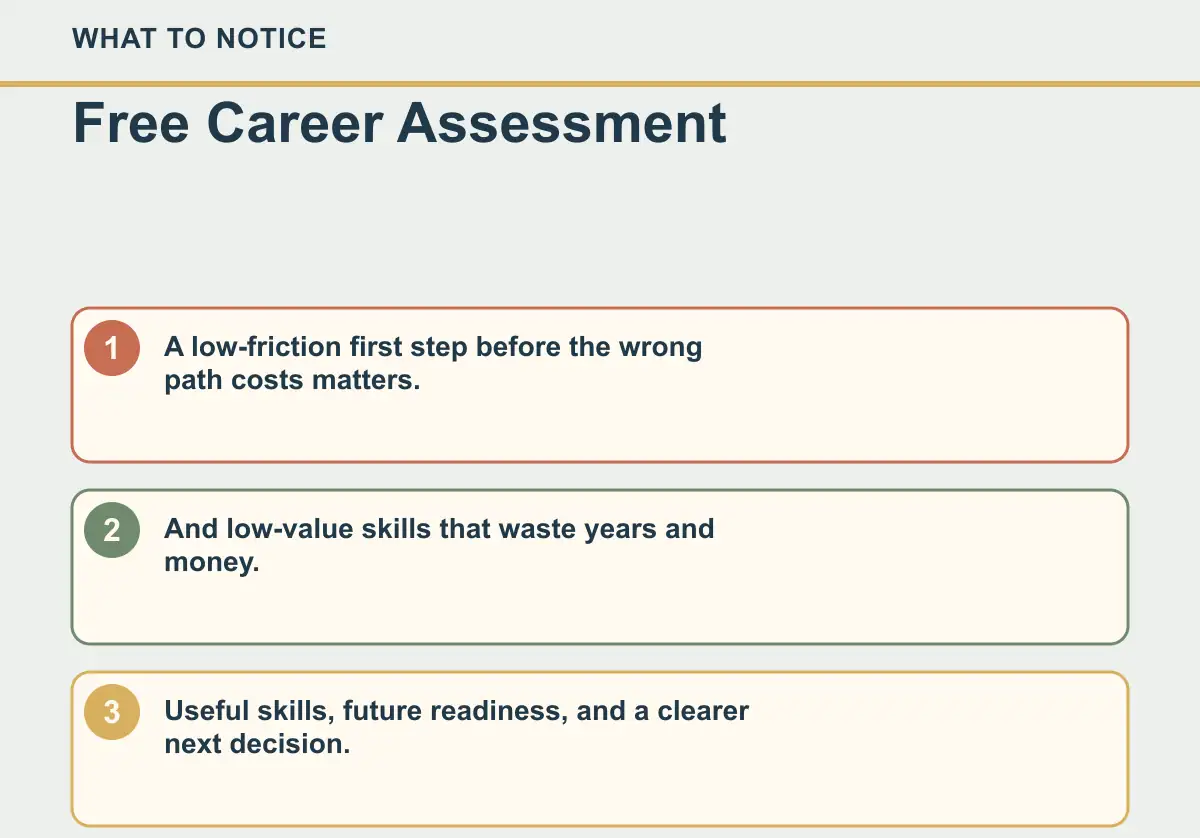 WHAT TO NOTICE
Free Career Assessment
1
A low-friction first step before the wrong
path costs matters.
2
And low-value skills that waste years and
money.
3
Useful skills, future readiness, and a clearer
next decision.